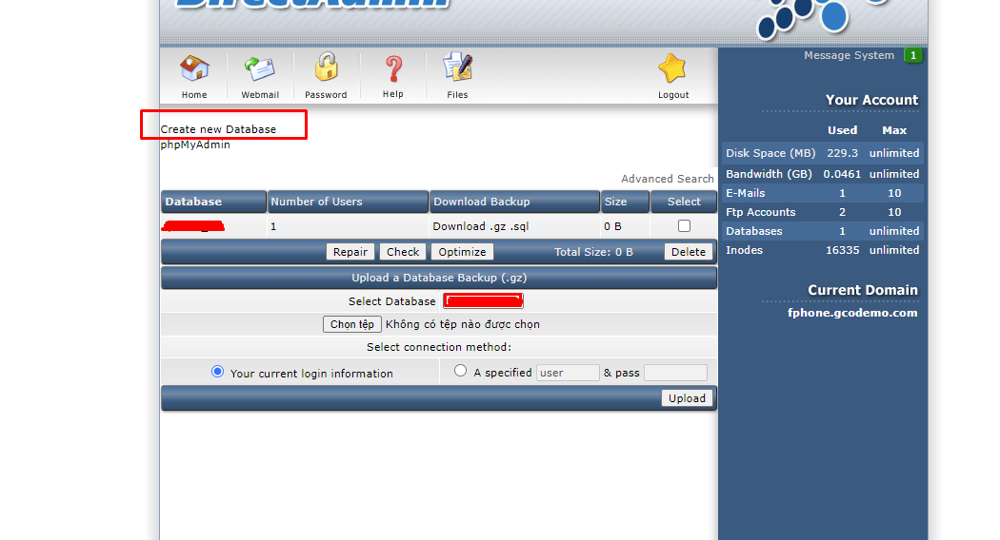 DirectAdmin
Message System 1
Home Webmail Password Help Files Logout
Your Account
Used Max
Disk Space (MB) 229.3 unlimited
Bandwidth (GB) 0.0461 unlimited
E-Mails 1 10
Ftp Accounts 2 10
Databases 1 unlimited
Inodes 16335 unlimited
Current Domain
fphone.gcodemo.com
Create new Database
phpMyAdmin
Advanced Search
Database Number of Users Download Backup Size Select
1 Download .gz .sql 0 B
Repair Check Optimize Total Size: 0 B Delete
Upload a Database Backup (.gz)
Select Database
Chọn tệp Không có tệp nào được chọn
Select connection method:
Your current login information A specified user & pass
Upload